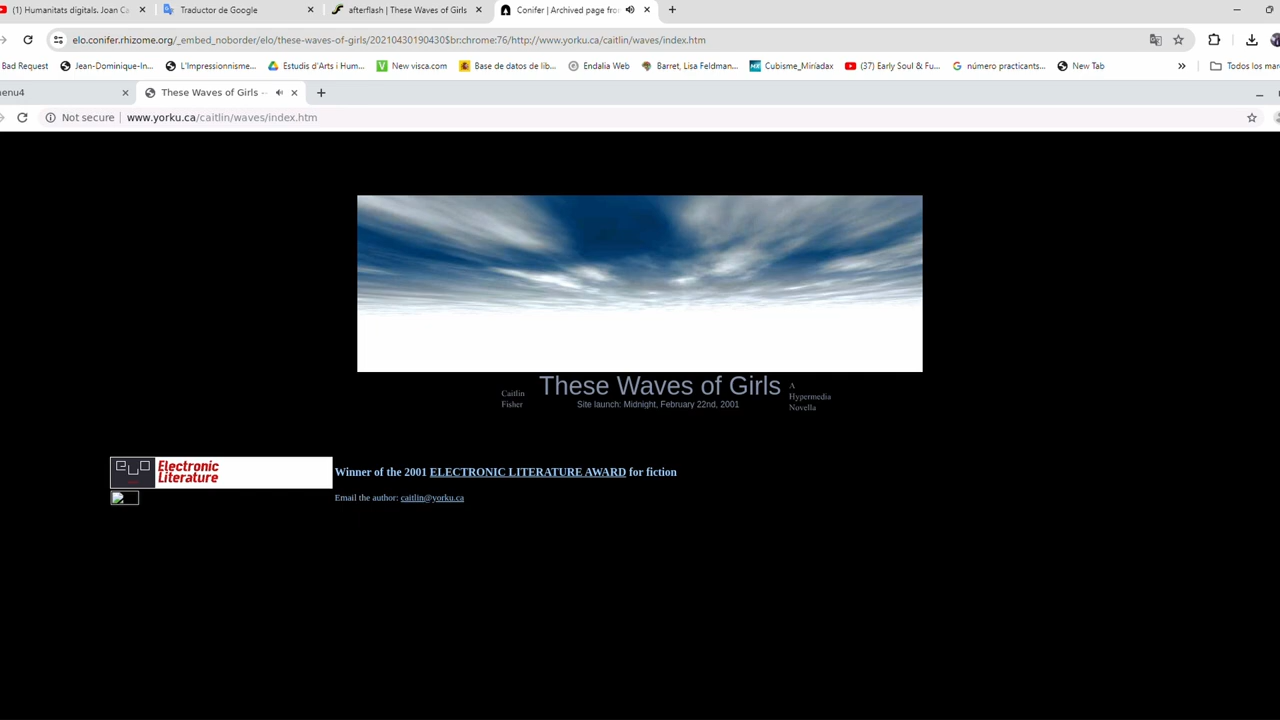 (1) Humanitats digitals. Joan Ca
Traductor de Google
afterflash | These Waves of Girls
Conifer | Archived page fro
elo.conifer.rhizome.org/_embed_noborder/elo/these-waves-of-girls/20210430190430$br:chrome:76/http://www.yorku.ca/caitlin/waves/index.htm
Bad Request
Jean-Dominique-In...
L'Impressionnisme...
Estudis d'Arts i Hum...
New visca.com
Base de datos de lib...
Endalia Web
Barret, Lisa Feldman...
Cubisme_Miríadax
(37) Early Soul & Fu...
número practicants...
New Tab
Todos los mar
menu4
These Waves of Girls --
Not secure
www.yorku.ca/caitlin/waves/index.htm
Caitlin
Fisher
These Waves of Girls
Site launch: Midnight, February 22nd, 2001
A
Hypermedia
Novella
Electronic
Literature
Winner of the 2001 ELECTRONIC LITERATURE AWARD for fiction
Email the author: caitlin@yorku.ca